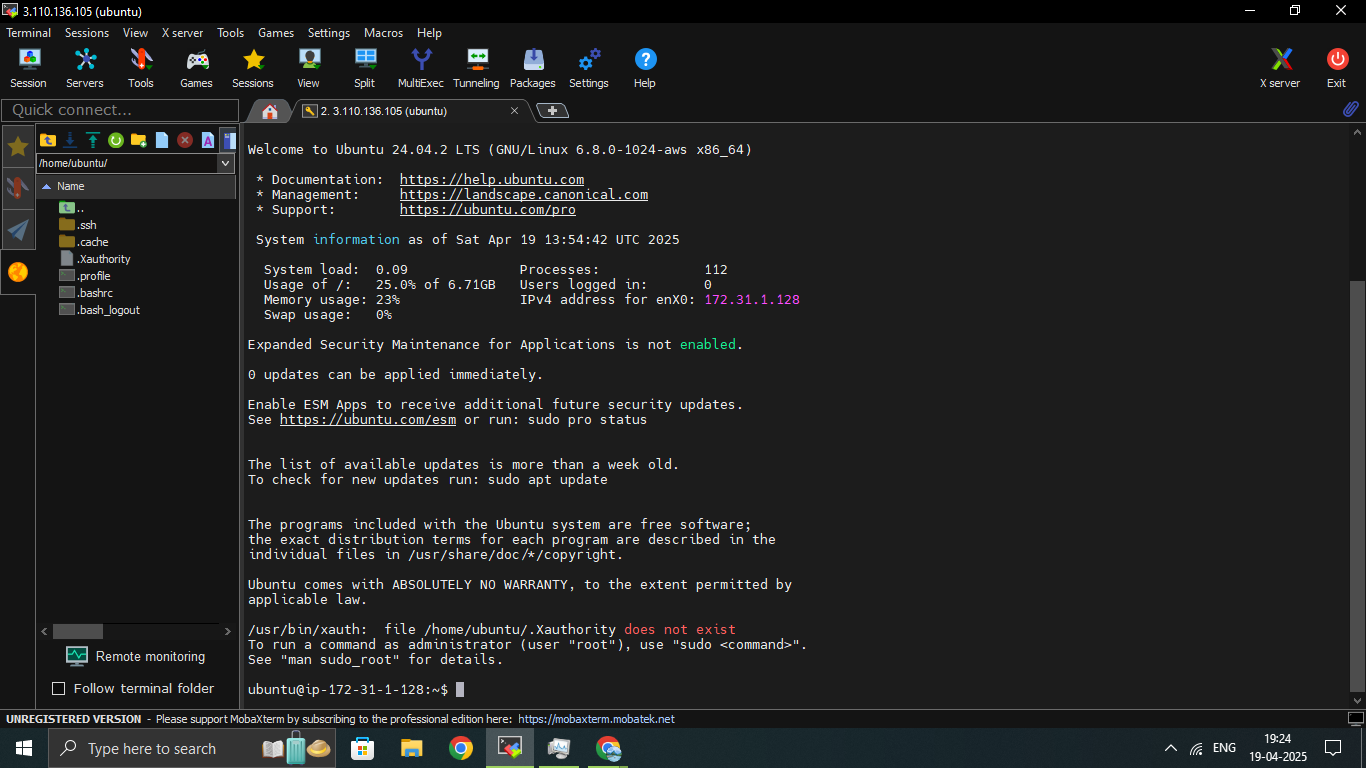 3.110.136.105 (ubuntu)
Terminal Sessions View X server Tools Games Settings Macros Help
Session Servers Tools Games Sessions View Split MultiExec Tunneling Packages Settings Help X server Exit
Quick connect...
2. 3.110.136.105 (ubuntu)
/home/ubuntu/
Name
..
.ssh
.cache
.Xauthority
.profile
.bashrc
.bash_logout
Remote monitoring
Follow terminal folder
Welcome to Ubuntu 24.04.2 LTS (GNU/Linux 6.8.0-1024-aws x86_64)
* Documentation: https://help.ubuntu.com
* Management: https://landscape.canonical.com
* Support: https://ubuntu.com/pro
System information as of Sat Apr 19 13:54:42 UTC 2025
System load: 0.09 Processes: 112
Usage of /: 25.0% of 6.71GB Users logged in: 0
Memory usage: 23% IPv4 address for enX0: 172.31.1.128
Swap usage: 0%
Expanded Security Maintenance for Applications is not enabled.
0 updates can be applied immediately.
Enable ESM Apps to receive additional future security updates.
See https://ubuntu.com/esm or run: sudo pro status
The list of available updates is more than a week old.
To check for new updates run: sudo apt update
The programs included with the Ubuntu system are free software;
the exact distribution terms for each program are described in the
individual files in /usr/share/doc/*/copyright.
Ubuntu comes with ABSOLUTELY NO WARRANTY, to the extent permitted by
applicable law.
/usr/bin/xauth: file /home/ubuntu/.Xauthority does not exist
To run a command as administrator (user "root"), use "sudo <command>".
See "man sudo_root" for details.
ubuntu@ip-172-31-1-128:~$
UNREGISTERED VERSION - Please support MobaXterm by subscribing to the professional edition here: https://mobaxterm.mobatek.net
Type here to search
ENG
19:24
19-04-2025